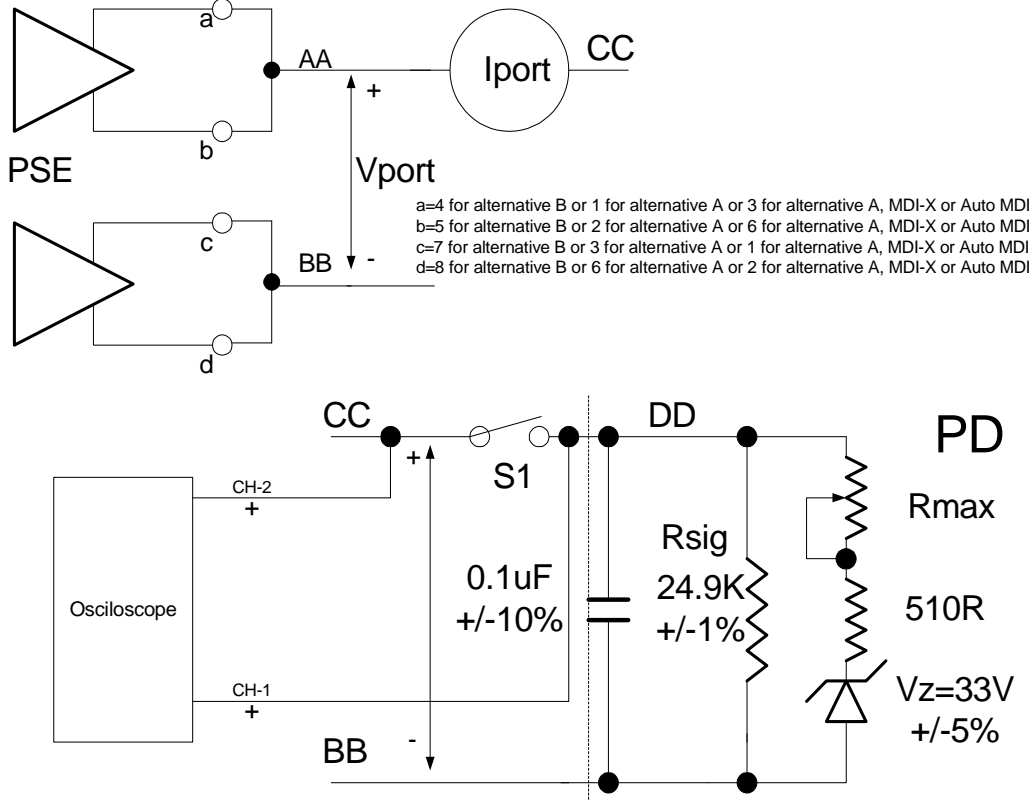 a
AA
Iport
CC
+
b
PSE
Vport
a=4 for alternative B or 1 for alternative A or 3 for alternative A, MDI-X or Auto MDI
b=5 for alternative B or 2 for alternative A or 6 for alternative A, MDI-X or Auto MDI
c=7 for alternative B or 3 for alternative A or 1 for alternative A, MDI-X or Auto MDI
d=8 for alternative B or 6 for alternative A or 2 for alternative A, MDI-X or Auto MDI
c
BB
-
d
CC
DD
PD
+
S1
CH-2
+
Rmax
Rsig
0.1uF
24.9K
+/-10%
+/-1%
510R
Osciloscope
CH-1
+
Vz=33V
+/-5%
-
BB